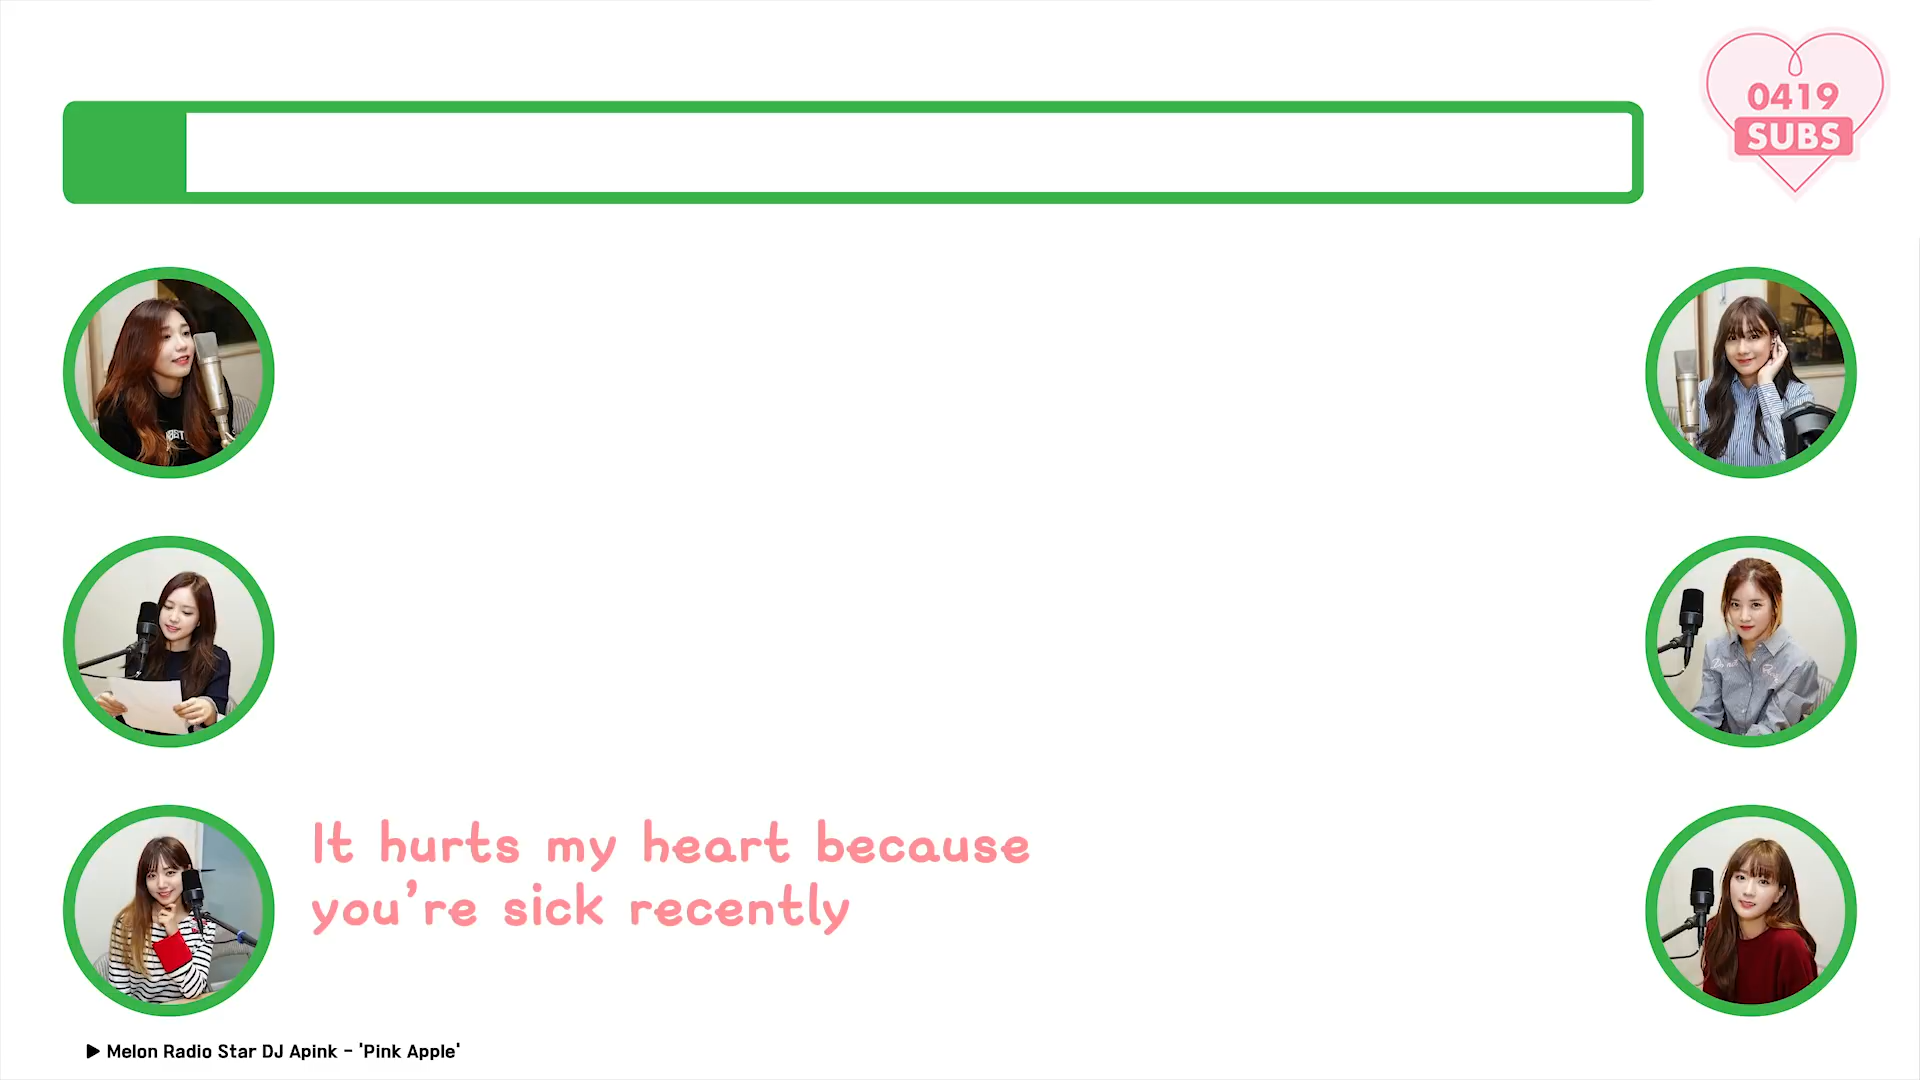 0419
SUBS
It hurts my heart because
you're sick recently
▶ Melon Radio Star DJ Apink - 'Pink Apple'